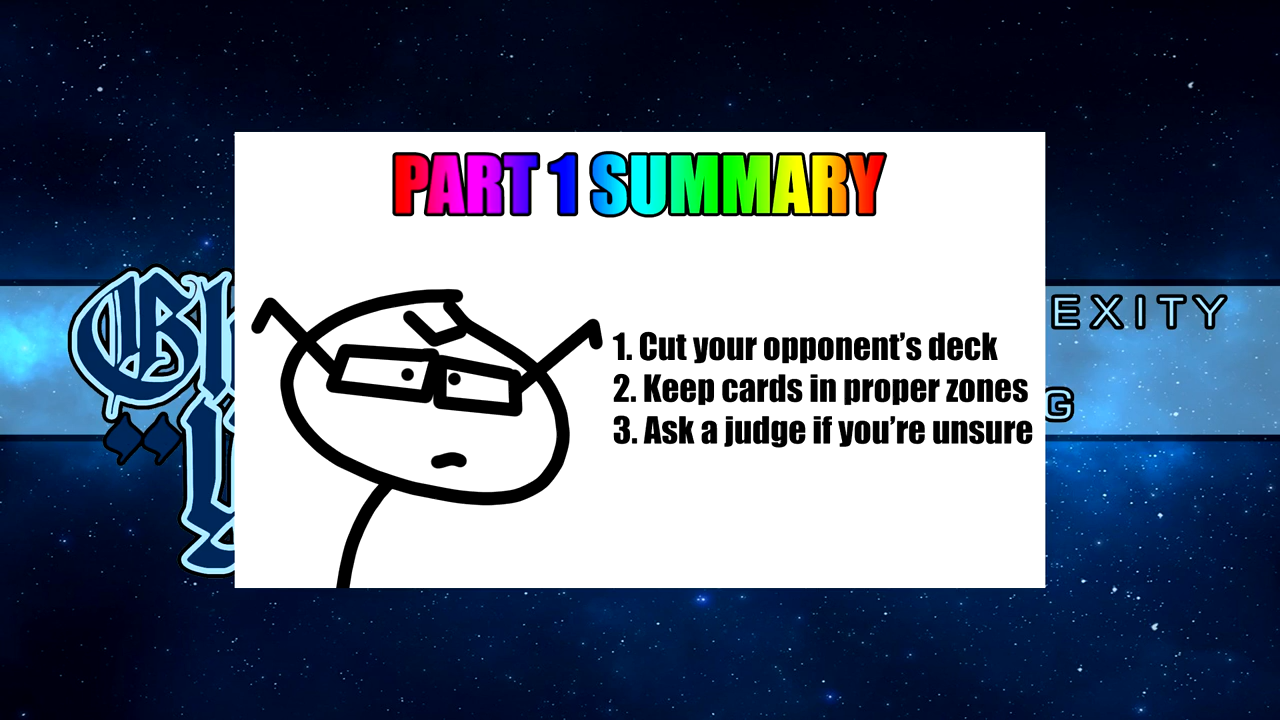 PART 1 SUMMARY
1. Cut your opponent's deck
2. Keep cards in proper zones
3. Ask a judge if you're unsure
EXITY
G